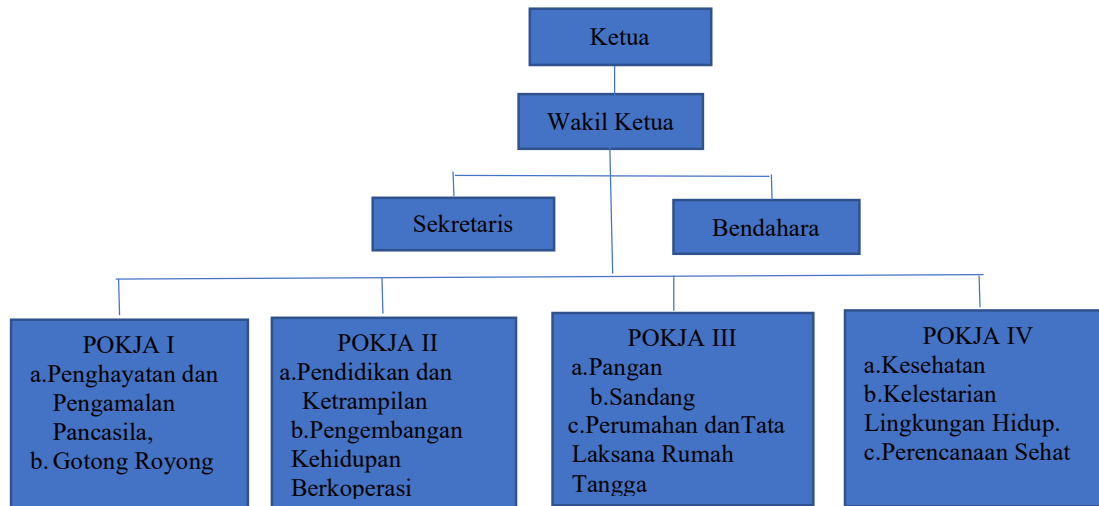 Ketua
Wakil Ketua
Sekretaris
Bendahara
POKJA I
a.Penghayatan dan
Pengamalan
Pancasila,
b. Gotong Royong
POKJA II
a.Pendidikan dan
Ketrampilan
b.Pengembangan
Kehidupan
Berkoperasi
POKJA III
a.Pangan
b.Sandang
c.Perumahan danTata
Laksana Rumah
Tangga
POKJA IV
a.Kesehatan
b.Kelestarian
Lingkungan Hidup.
c.Perencanaan Sehat